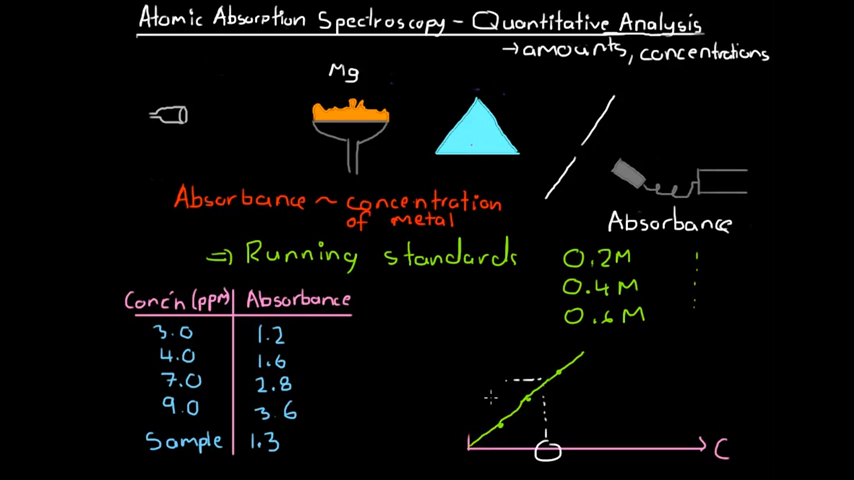 Atomic Absorption Spectroscopy - Quantitative Analysis
→ amounts, concentrations
Mg
Absorbance ~ concentration
of metal
Absorbance
⇒ Running standards
0.2M
0.4M
0.6M
Conc'n (ppm) Absorbance
3.0 1.2
4.0 1.6
7.0 2.8
9.0 3.6
Sample 1.3
C